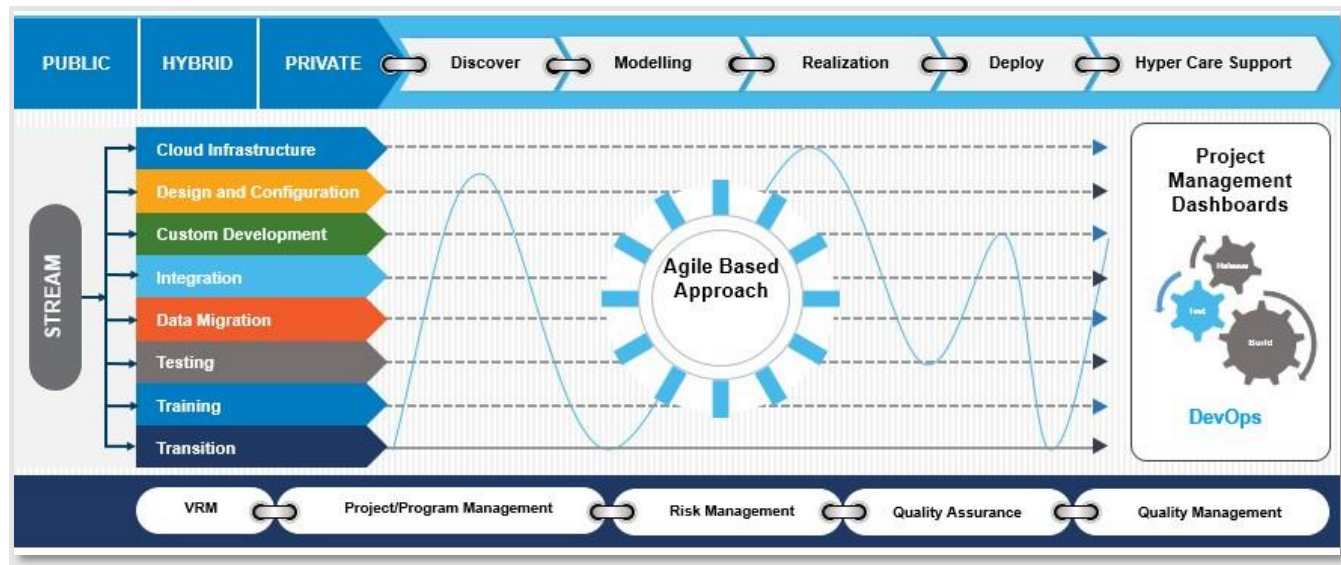 PUBLIC
HYBRID
PRIVATE
Discover
Modelling
Realization
Deploy
Hyper Care Support
STREAM
Cloud Infrastructure
Design and Configuration
Custom Development
Integration
Data Migration
Testing
Training
Transition
Agile Based
Approach
Project
Management
Dashboards
Release
Test
Build
DevOps
VRM
Project/Program Management
Risk Management
Quality Assurance
Quality Management